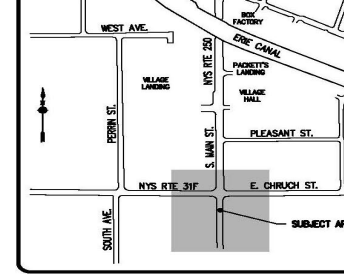 BOX
FACTORY
WEST AVE.
ERIE CANAL
NYS RTE 250
PACKETT'S
LANDING
VILLAGE
LANDING
VILLAGE
HALL
PERRIN ST.
S. MAIN ST.
PLEASANT ST.
NYS RTE 31F
E. CHRUCH ST.
SOUTH AVE.
SUBJECT AR